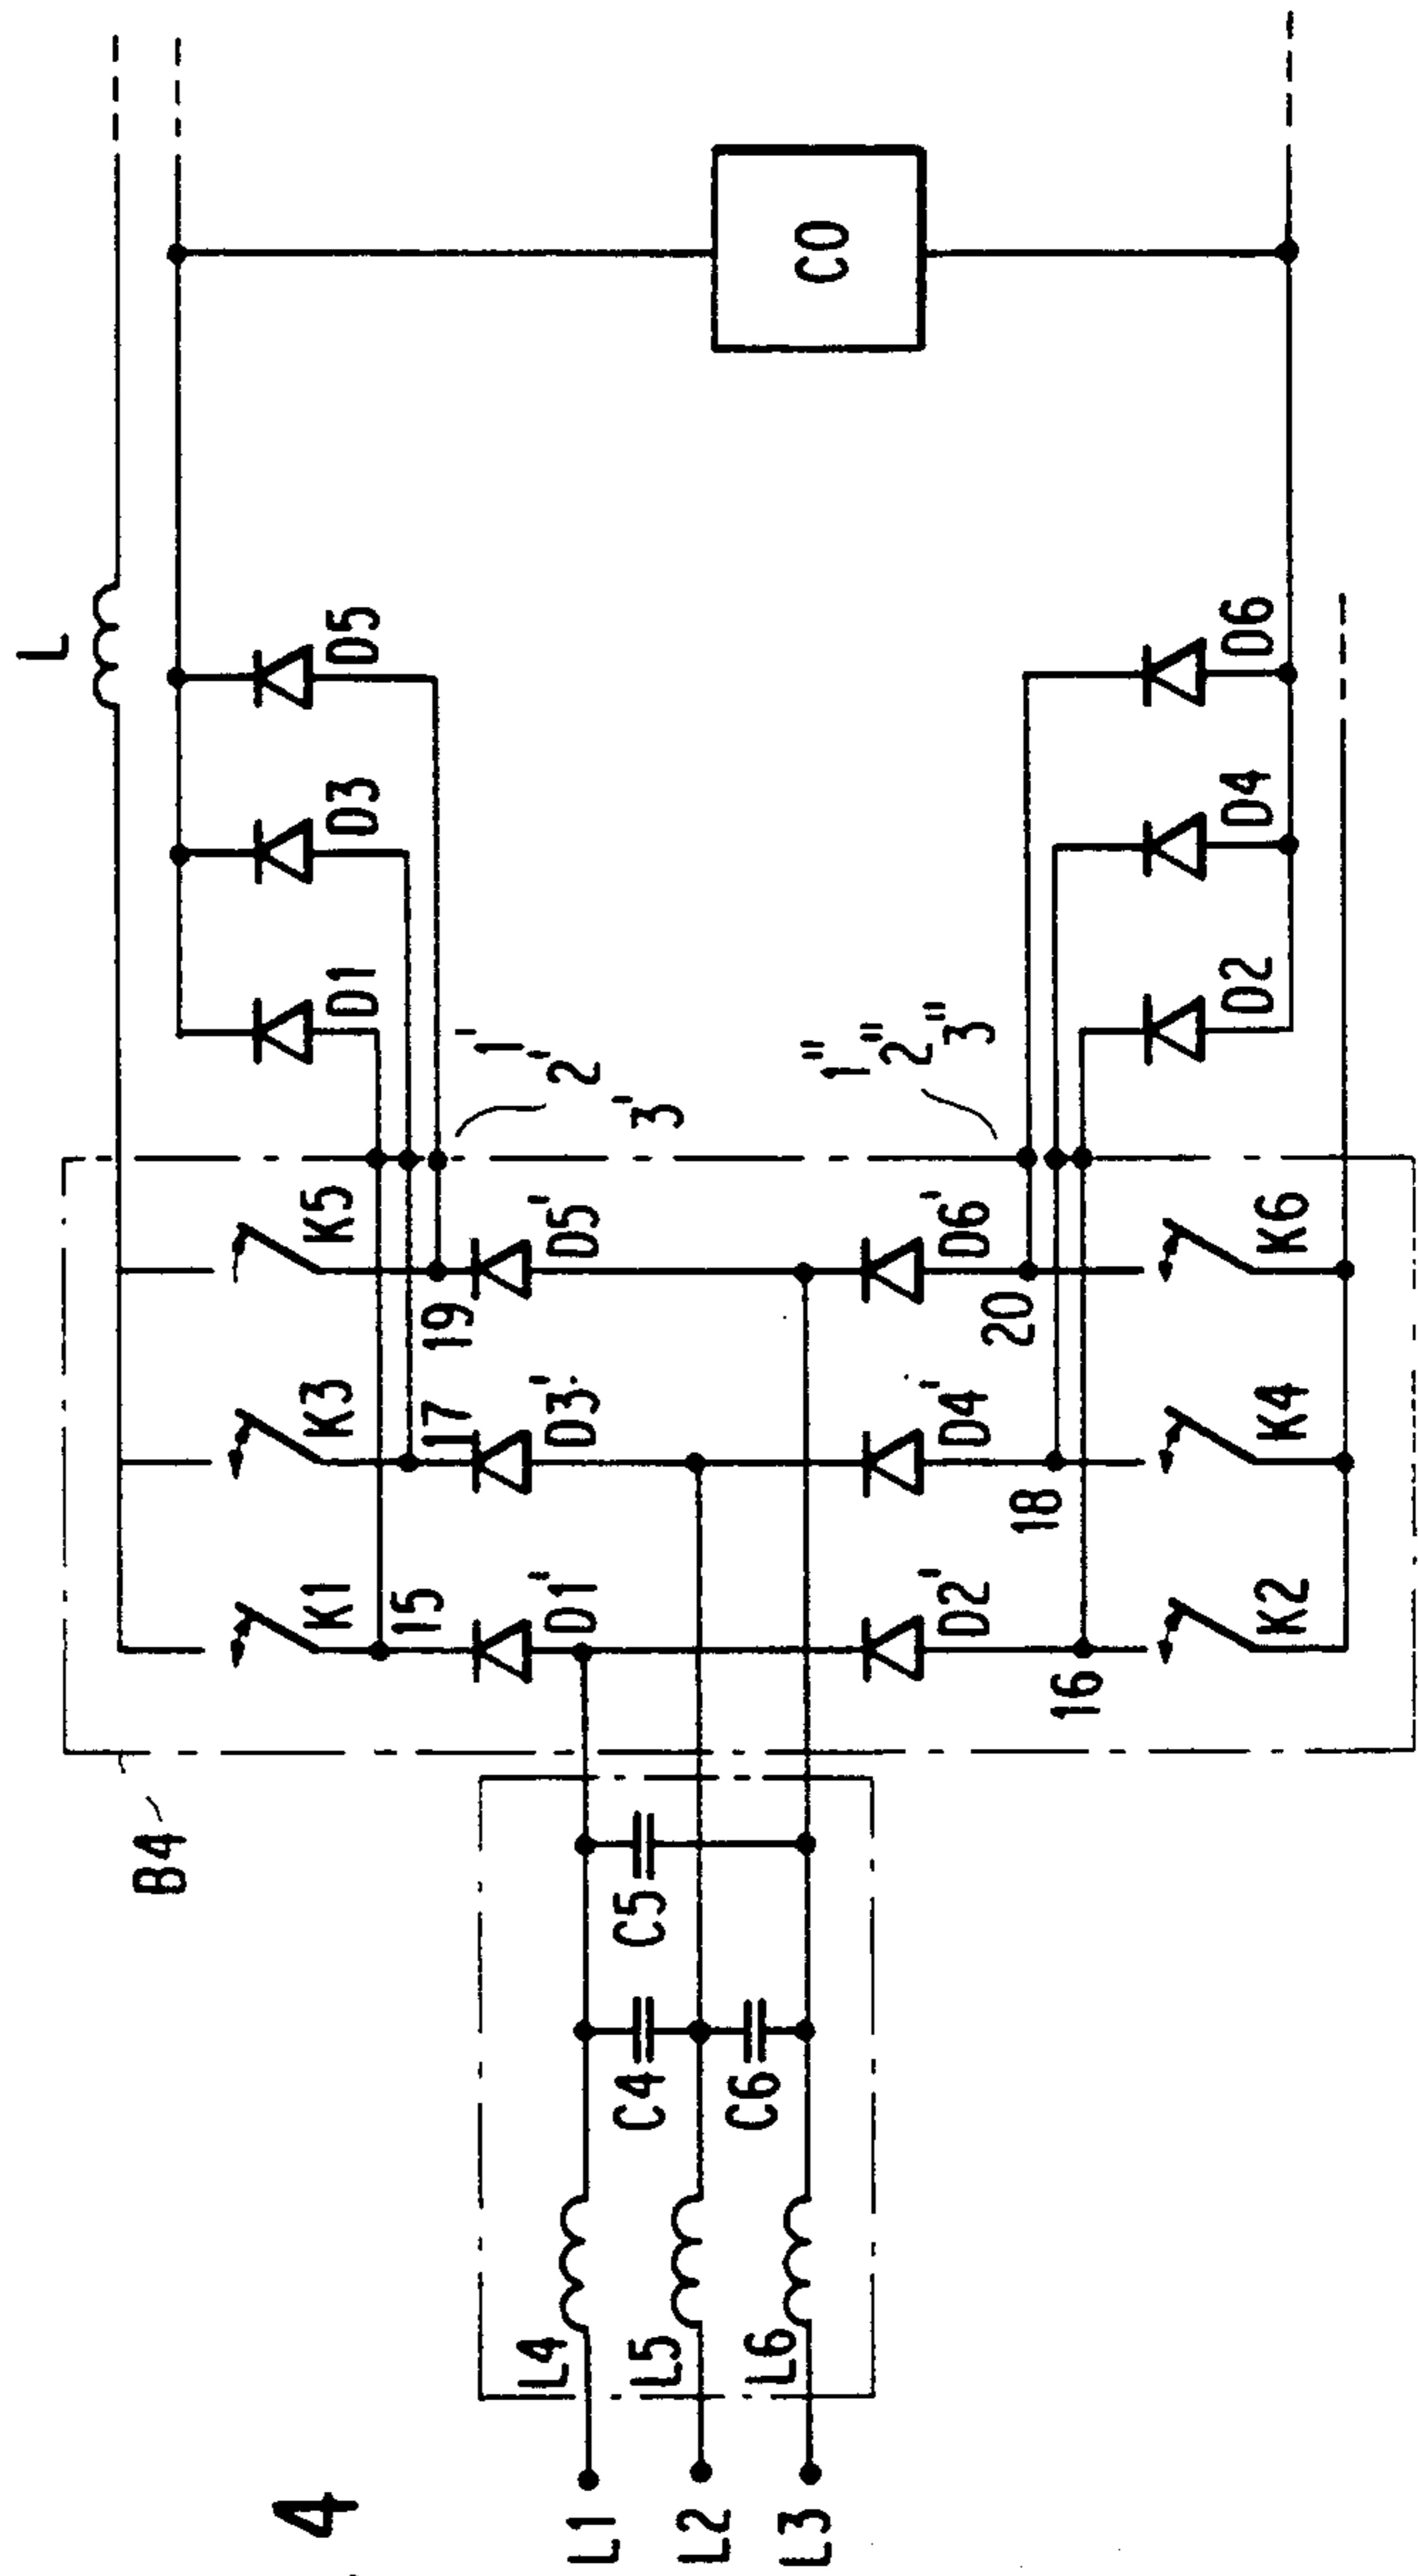 L
B4
4
K1 K3 K5
D1 D3 D5
15 17 19
1'
2'
3'
D1' D3' D5'
L1 L4
C4 C5
L2 L5
C6
L3 L6
CO
1"
2"
3"
D2' D4' D6'
16 18 20
D2 D4 D6
K2 K4 K6